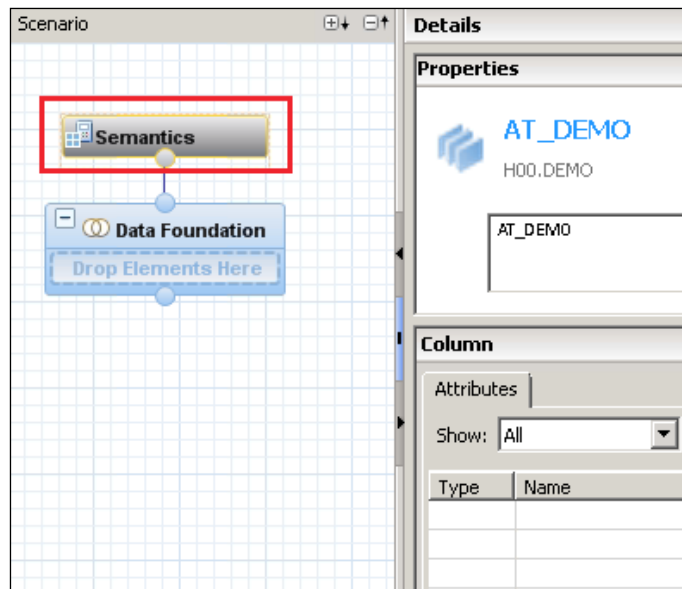 Scenario
Semantics
Data Foundation
Drop Elements Here
Details
Properties
AT_DEMO
H00.DEMO
AT_DEMO
Column
Attributes
Show: All
Type Name